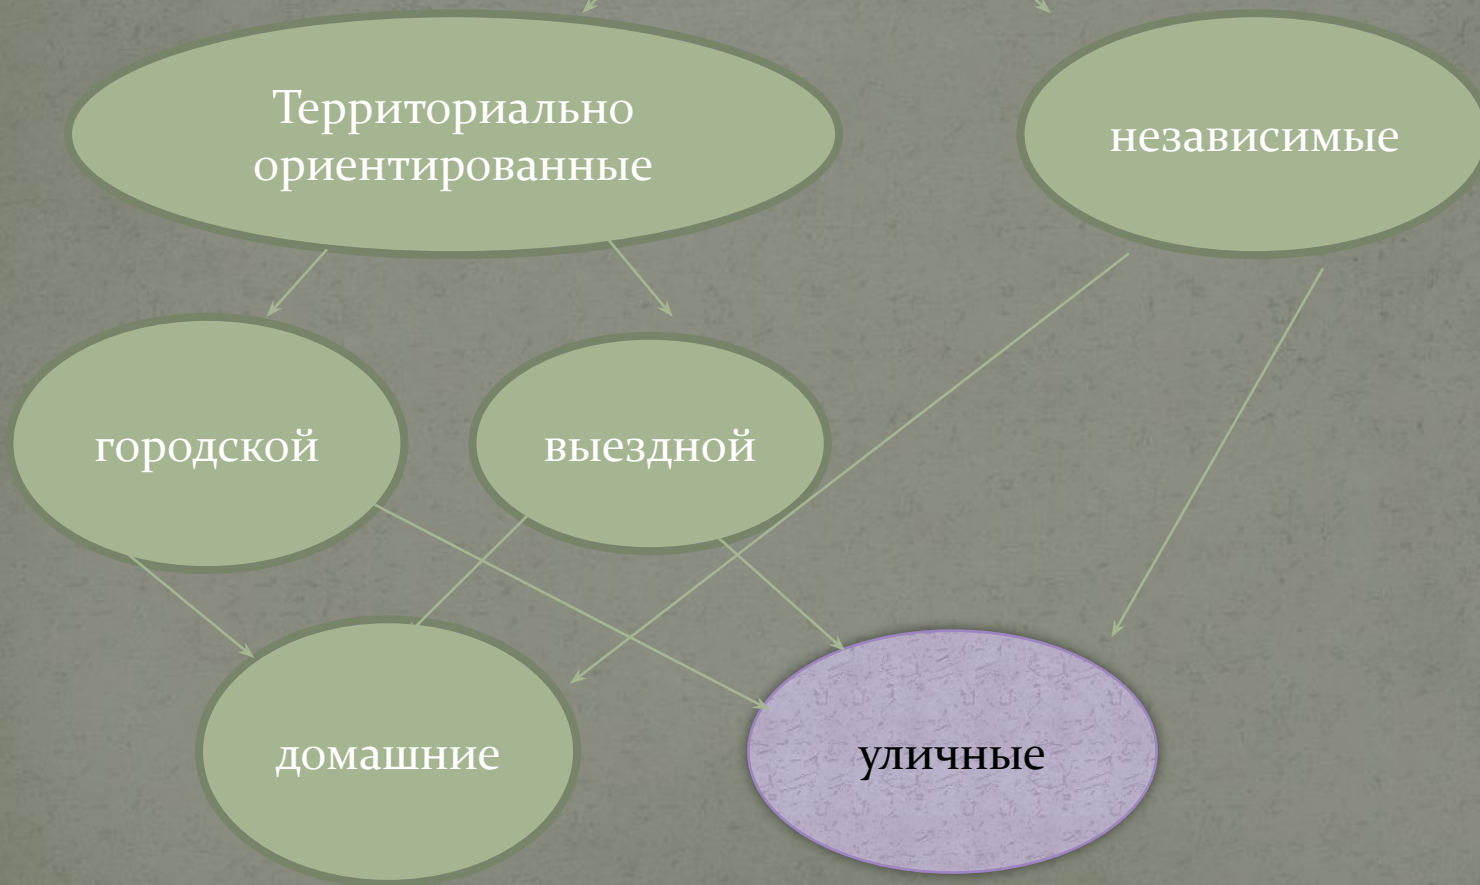 Территориально
ориентированные
независимые
городской
выездной
домашние
уличные